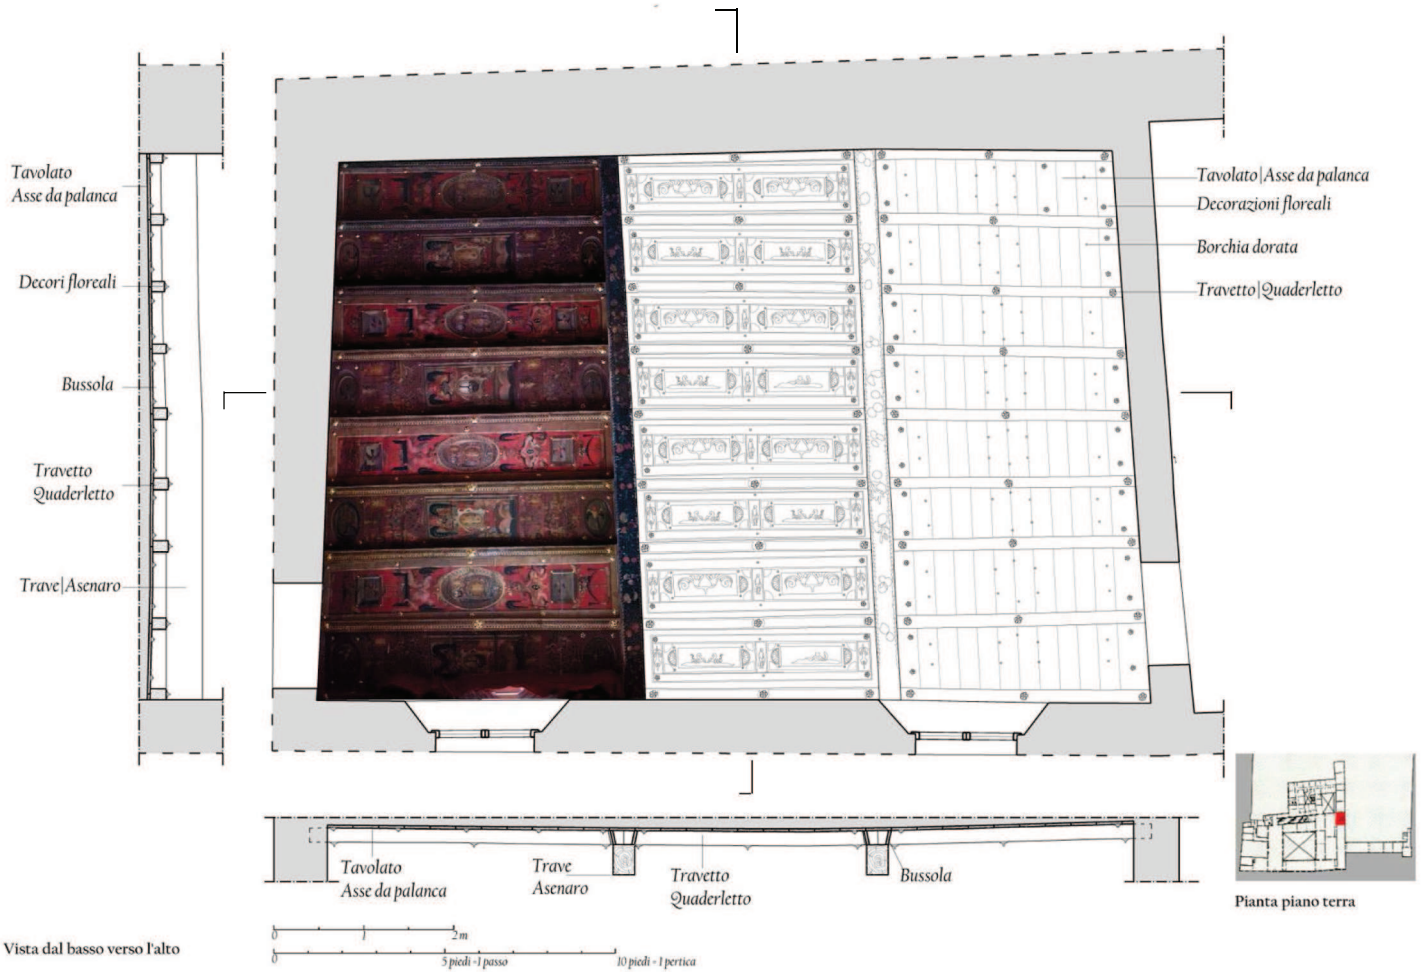 Tavolato
Asse da palanca
Decori floreali
Bussola
Travetto
Quaderletto
Trave|Asenaro
Tavolato|Asse da palanca
Decorazioni floreali
Borchia dorata
Travetto|Quaderletto
Tavolato
Asse da palanca
Trave
Asenaro
Travetto
Quaderletto
Bussola
Pianta piano terra
Vista dal basso verso l'alto
0 1 2 m
0 5 piedi=1 passo 10 piedi = 1 pertica